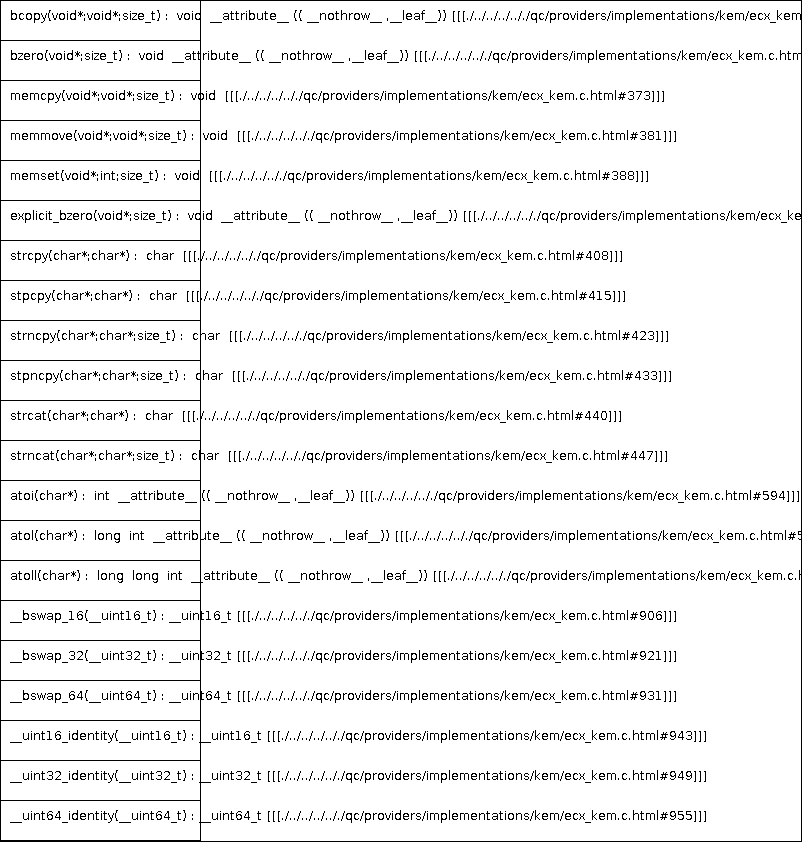 bcopy(void*;void*;size_t) : void __attribute__ (( __nothrow__ ,__leaf__)) [[[./../../../../qc/providers/implementations/kem/ecx_kem
bzero(void*;size_t) : void __attribute__ (( __nothrow__ ,__leaf__)) [[[./../../../../qc/providers/implementations/kem/ecx_kem.c.htm
memcpy(void*;void*;size_t) : void [[[./../../../../qc/providers/implementations/kem/ecx_kem.c.html#373]]]
memmove(void*;void*;size_t) : void [[[./../../../../qc/providers/implementations/kem/ecx_kem.c.html#381]]]
memset(void*;int;size_t) : void [[[./../../../../qc/providers/implementations/kem/ecx_kem.c.html#388]]]
explicit_bzero(void*;size_t) : void __attribute__ (( __nothrow__ ,__leaf__)) [[[./../../../../qc/providers/implementations/kem/ecx_ke
strcpy(char*;char*) : char [[[./../../../../qc/providers/implementations/kem/ecx_kem.c.html#408]]]
stpcpy(char*;char*) : char [[[./../../../../qc/providers/implementations/kem/ecx_kem.c.html#415]]]
strncpy(char*;char*;size_t) : char [[[./../../../../qc/providers/implementations/kem/ecx_kem.c.html#423]]]
stpncpy(char*;char*;size_t) : char [[[./../../../../qc/providers/implementations/kem/ecx_kem.c.html#433]]]
strcat(char*;char*) : char [[[./../../../../qc/providers/implementations/kem/ecx_kem.c.html#440]]]
strncat(char*;char*;size_t) : char [[[./../../../../qc/providers/implementations/kem/ecx_kem.c.html#447]]]
atoi(char*) : int __attribute__ (( __nothrow__ ,__leaf__)) [[[./../../../../qc/providers/implementations/kem/ecx_kem.c.html#594]]]
atol(char*) : long int __attribute__ (( __nothrow__ ,__leaf__)) [[[./../../../../qc/providers/implementations/kem/ecx_kem.c.html#5
atoll(char*) : long long int __attribute__ (( __nothrow__ ,__leaf__)) [[[./../../../../qc/providers/implementations/kem/ecx_kem.c.h
__bswap_16(__uint16_t) : __uint16_t [[[./../../../../qc/providers/implementations/kem/ecx_kem.c.html#906]]]
__bswap_32(__uint32_t) : __uint32_t [[[./../../../../qc/providers/implementations/kem/ecx_kem.c.html#921]]]
__bswap_64(__uint64_t) : __uint64_t [[[./../../../../qc/providers/implementations/kem/ecx_kem.c.html#931]]]
__uint16_identity(__uint16_t) : __uint16_t [[[./../../../../qc/providers/implementations/kem/ecx_kem.c.html#943]]]
__uint32_identity(__uint32_t) : __uint32_t [[[./../../../../qc/providers/implementations/kem/ecx_kem.c.html#949]]]
__uint64_identity(__uint64_t) : __uint64_t [[[./../../../../qc/providers/implementations/kem/ecx_kem.c.html#955]]]